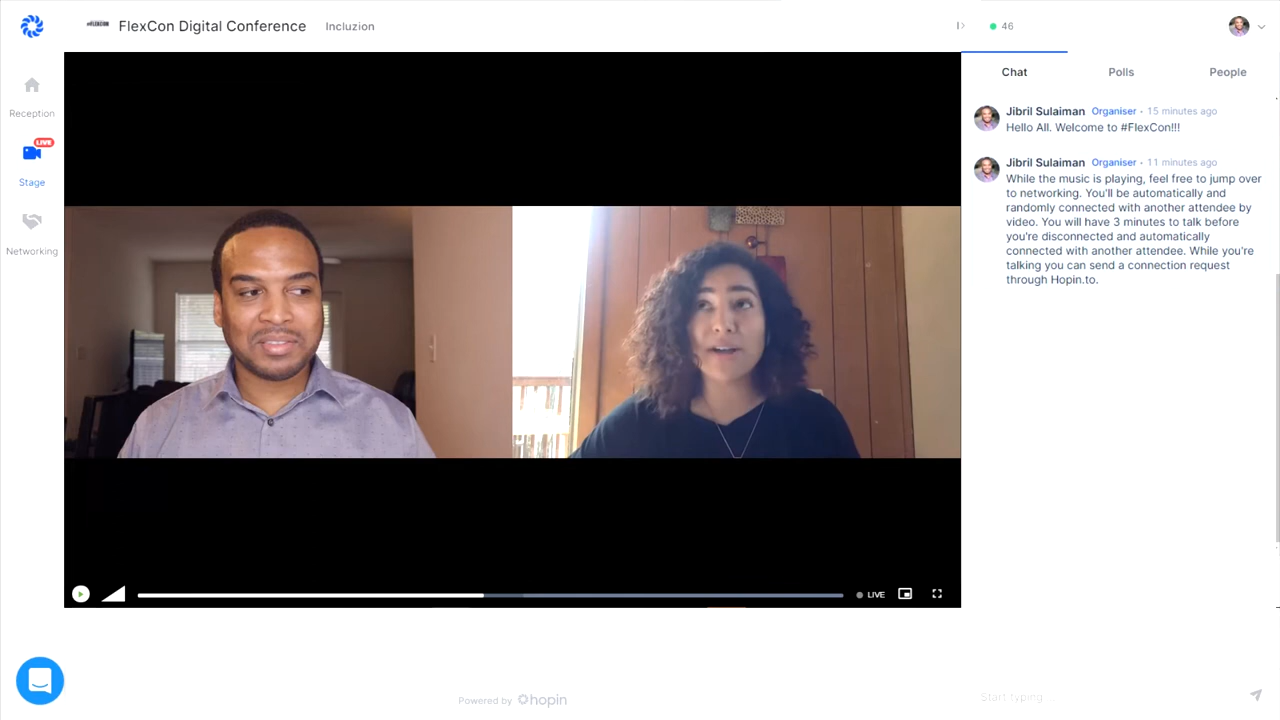 #FLEXCON
FlexCon Digital Conference
Incluzion
46
Reception
LIVE
Stage
Networking
Chat
Polls
People
Jibril Sulaiman Organiser • 15 minutes ago
Hello All. Welcome to #FlexCon!!!
Jibril Sulaiman Organiser • 11 minutes ago
While the music is playing, feel free to jump over
to networking. You'll be automatically and
randomly connected with another attendee by
video. You will have 3 minutes to talk before
you're disconnected and automatically
connected with another attendee. While you're
talking you can send a connection request
through Hopin.to.
LIVE
Powered by hopin
Start typing...